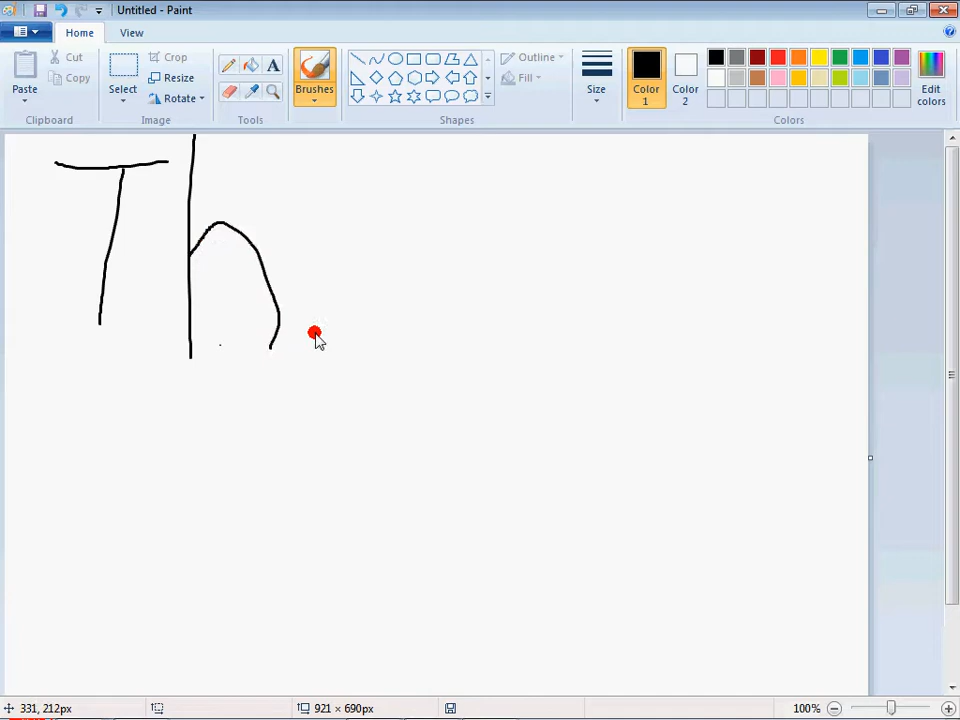 Untitled - Paint
Home View
Cut
Copy
Paste
Crop
Resize
Rotate
Select
A
Brushes
Outline
Fill
Size
Color 1
Color 2
Edit colors
Clipboard Image Tools Shapes Colors
Th
331, 212px 921 × 690px 100%